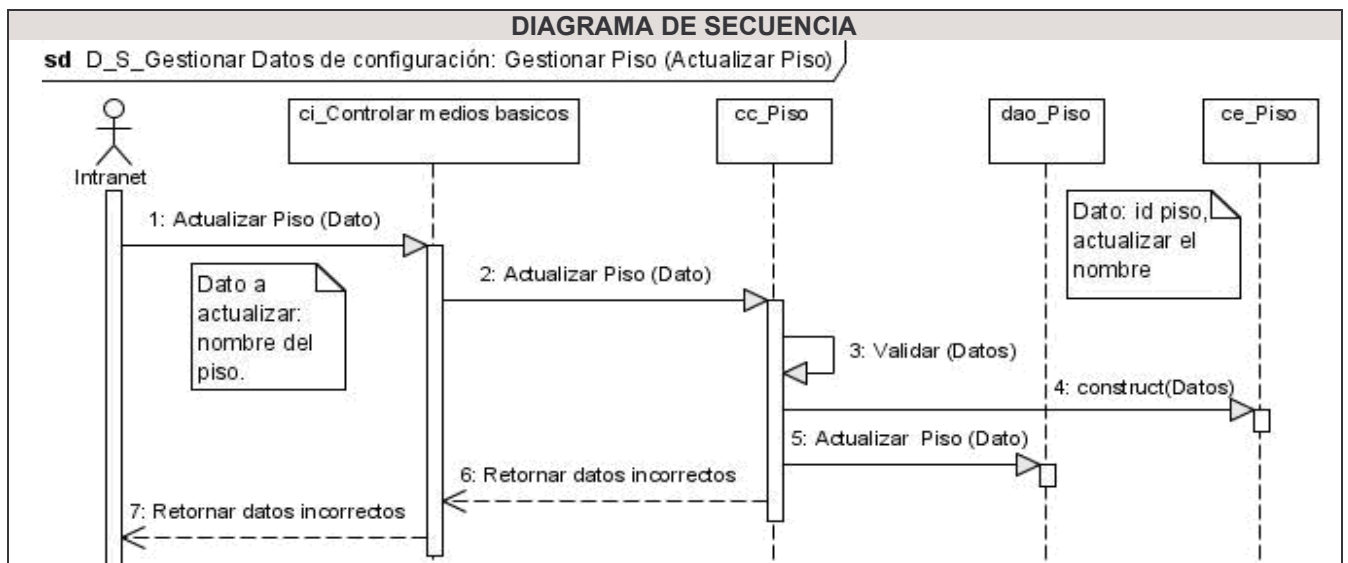 DIAGRAMA DE SECUENCIA
sd D_S_Gestionar Datos de configuración: Gestionar Piso (Actualizar Piso)
Intranet
ci_Controlar medios basicos
cc_Piso
dao_Piso
ce_Piso
1: Actualizar Piso (Dato)
Dato a
actualizar:
nombre del
piso.
2: Actualizar Piso (Dato)
Dato: id piso,
actualizar el
nombre
3: Validar (Datos)
4: construct(Datos)
5: Actualizar Piso (Dato)
6: Retornar datos incorrectos
7: Retornar datos incorrectos